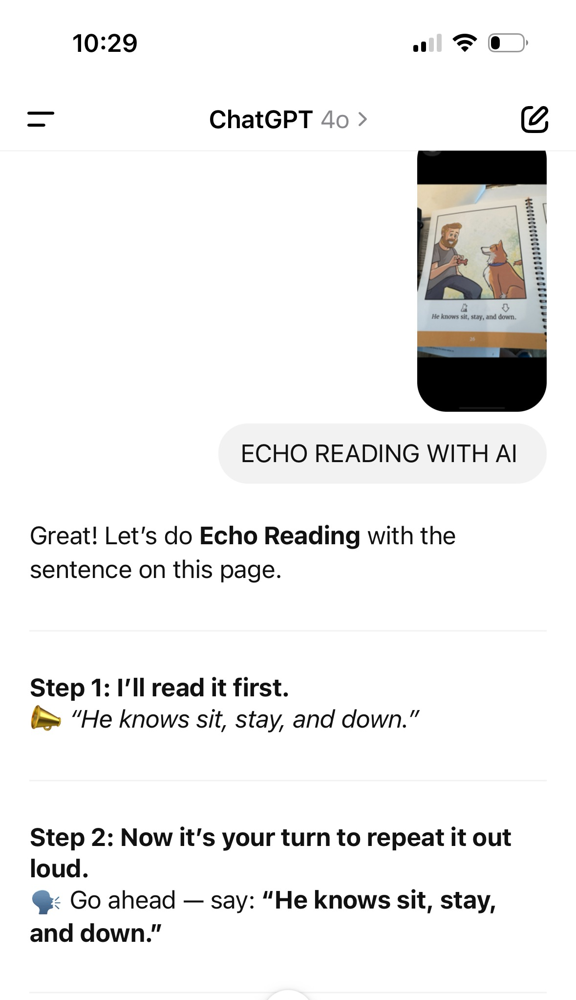 10:29
ChatGPT 4o >
He knows sit, stay, and down.
26
ECHO READING WITH AI
Great! Let’s do Echo Reading with the
sentence on this page.
Step 1: I’ll read it first.
“He knows sit, stay, and down.”
Step 2: Now it’s your turn to repeat it out
loud.
Go ahead — say: “He knows sit, stay,
and down.”